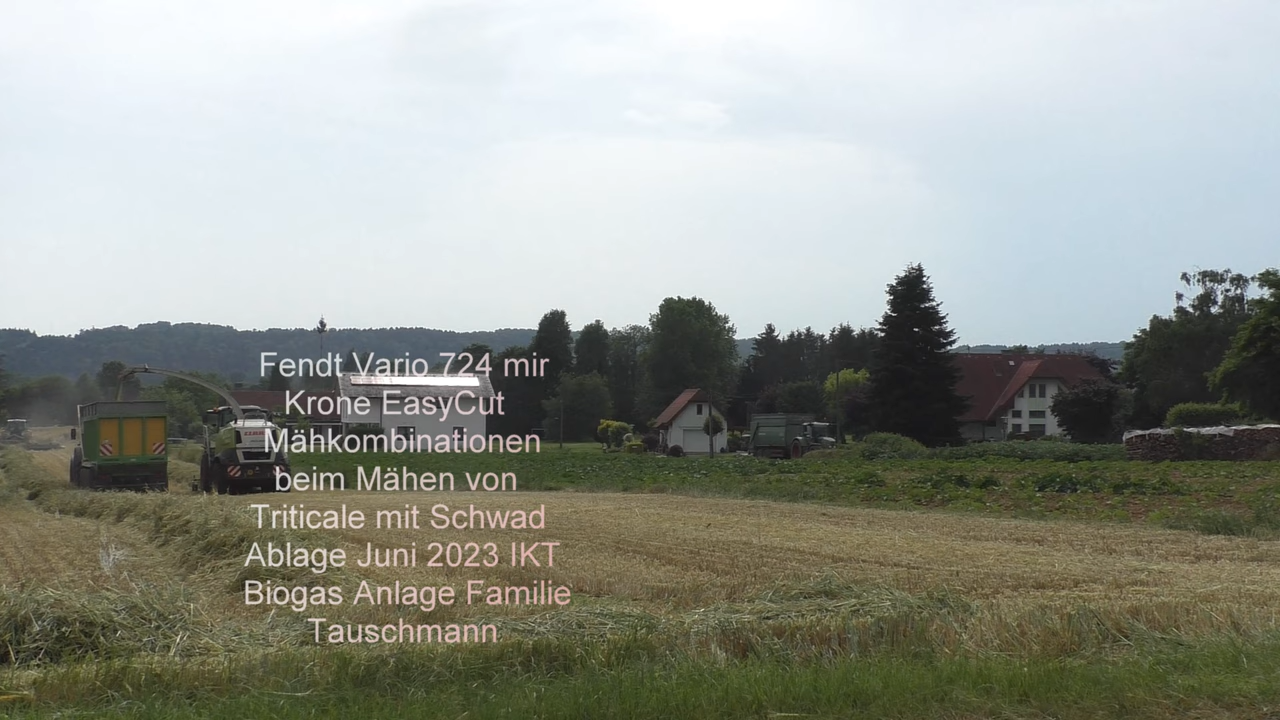 Fendt Vario 724 mir
Krone EasyCut
Mähkombinationen
beim Mähen von
Triticale mit Schwad
Ablage Juni 2023 IKT
Biogas Anlage Familie
Tauschmann
CLAAS